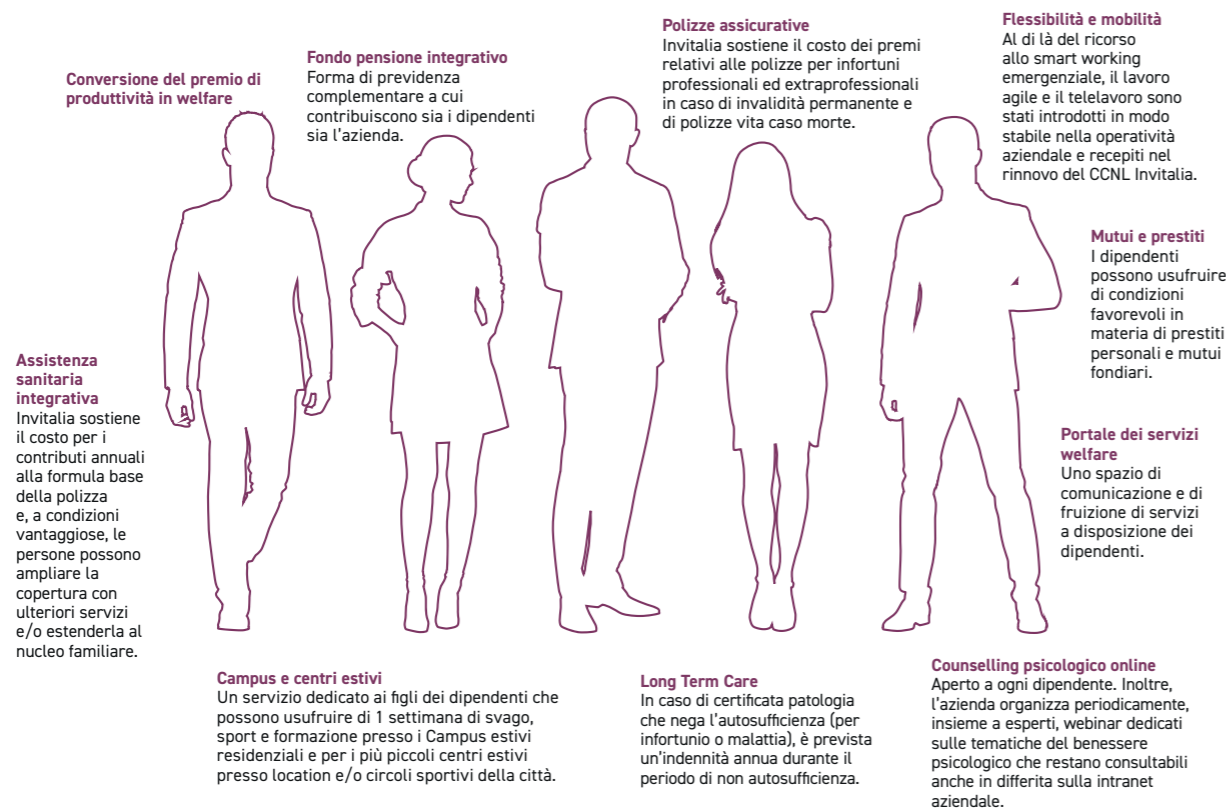 Conversione del premio di
produttività in welfare
Fondo pensione integrativo
Forma di previdenza
complementare a cui
contribuiscono sia i dipendenti
sia l'azienda.
Polizze assicurative
Invitalia sostiene il costo dei premi
relativi alle polizze per infortuni
professionali ed extraprofessionali
in caso di invalidità permanente e
di polizze vita caso morte.
Flessibilità e mobilità
Al di là del ricorso
allo smart working
emergenziale, il lavoro
agile e il telelavoro sono
stati introdotti in modo
stabile nella operatività
aziendale e recepiti nel
rinnovo del CCNL Invitalia.
Mutui e prestiti
I dipendenti
possono usufruire
di condizioni
favorevoli in
materia di prestiti
personali e mutui
fondiari.
Assistenza
sanitaria
integrativa
Invitalia sostiene
il costo per i
contributi annuali
alla formula base
della polizza
e, a condizioni
vantaggiose, le
persone possono
ampliare la
copertura con
ulteriori servizi
e/o estenderla al
nucleo familiare.
Portale dei servizi
welfare
Uno spazio di
comunicazione e di
fruizione di servizi
a disposizione dei
dipendenti.
Campus e centri estivi
Un servizio dedicato ai figli dei dipendenti che
possono usufruire di 1 settimana di svago,
sport e formazione presso i Campus estivi
residenziali e per i più piccoli centri estivi
presso location e/o circoli sportivi della città.
Long Term Care
In caso di certificata patologia
che nega l'autosufficienza (per
infortunio o malattia), è prevista
un'indennità annua durante il
periodo di non autosufficienza.
Counselling psicologico online
Aperto a ogni dipendente. Inoltre,
l'azienda organizza periodicamente,
insieme a esperti, webinar dedicati
sulle tematiche del benessere
psicologico che restano consultabili
anche in differita sulla intranet
aziendale.